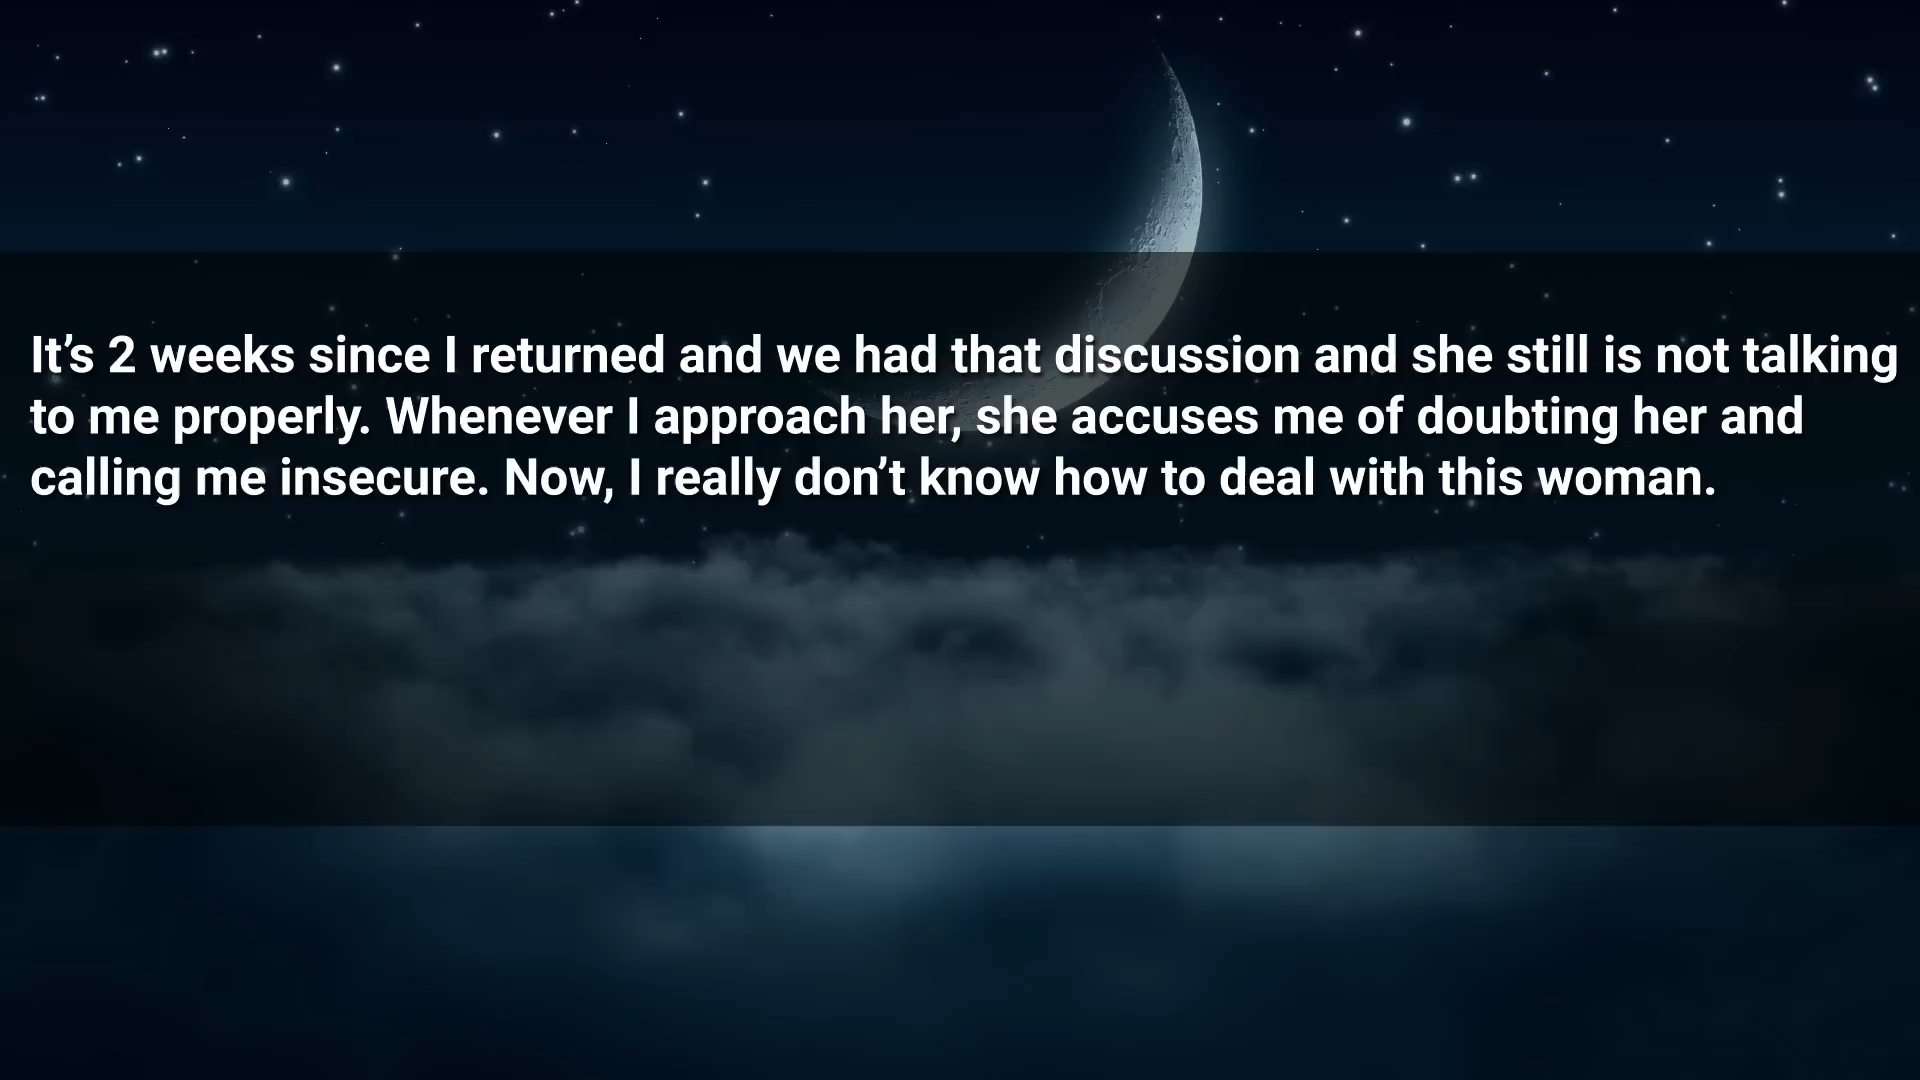 It’s 2 weeks since I returned and we had that discussion and she still is not talking
to me properly. Whenever I approach her, she accuses me of doubting her and
calling me insecure. Now, I really don’t know how to deal with this woman.